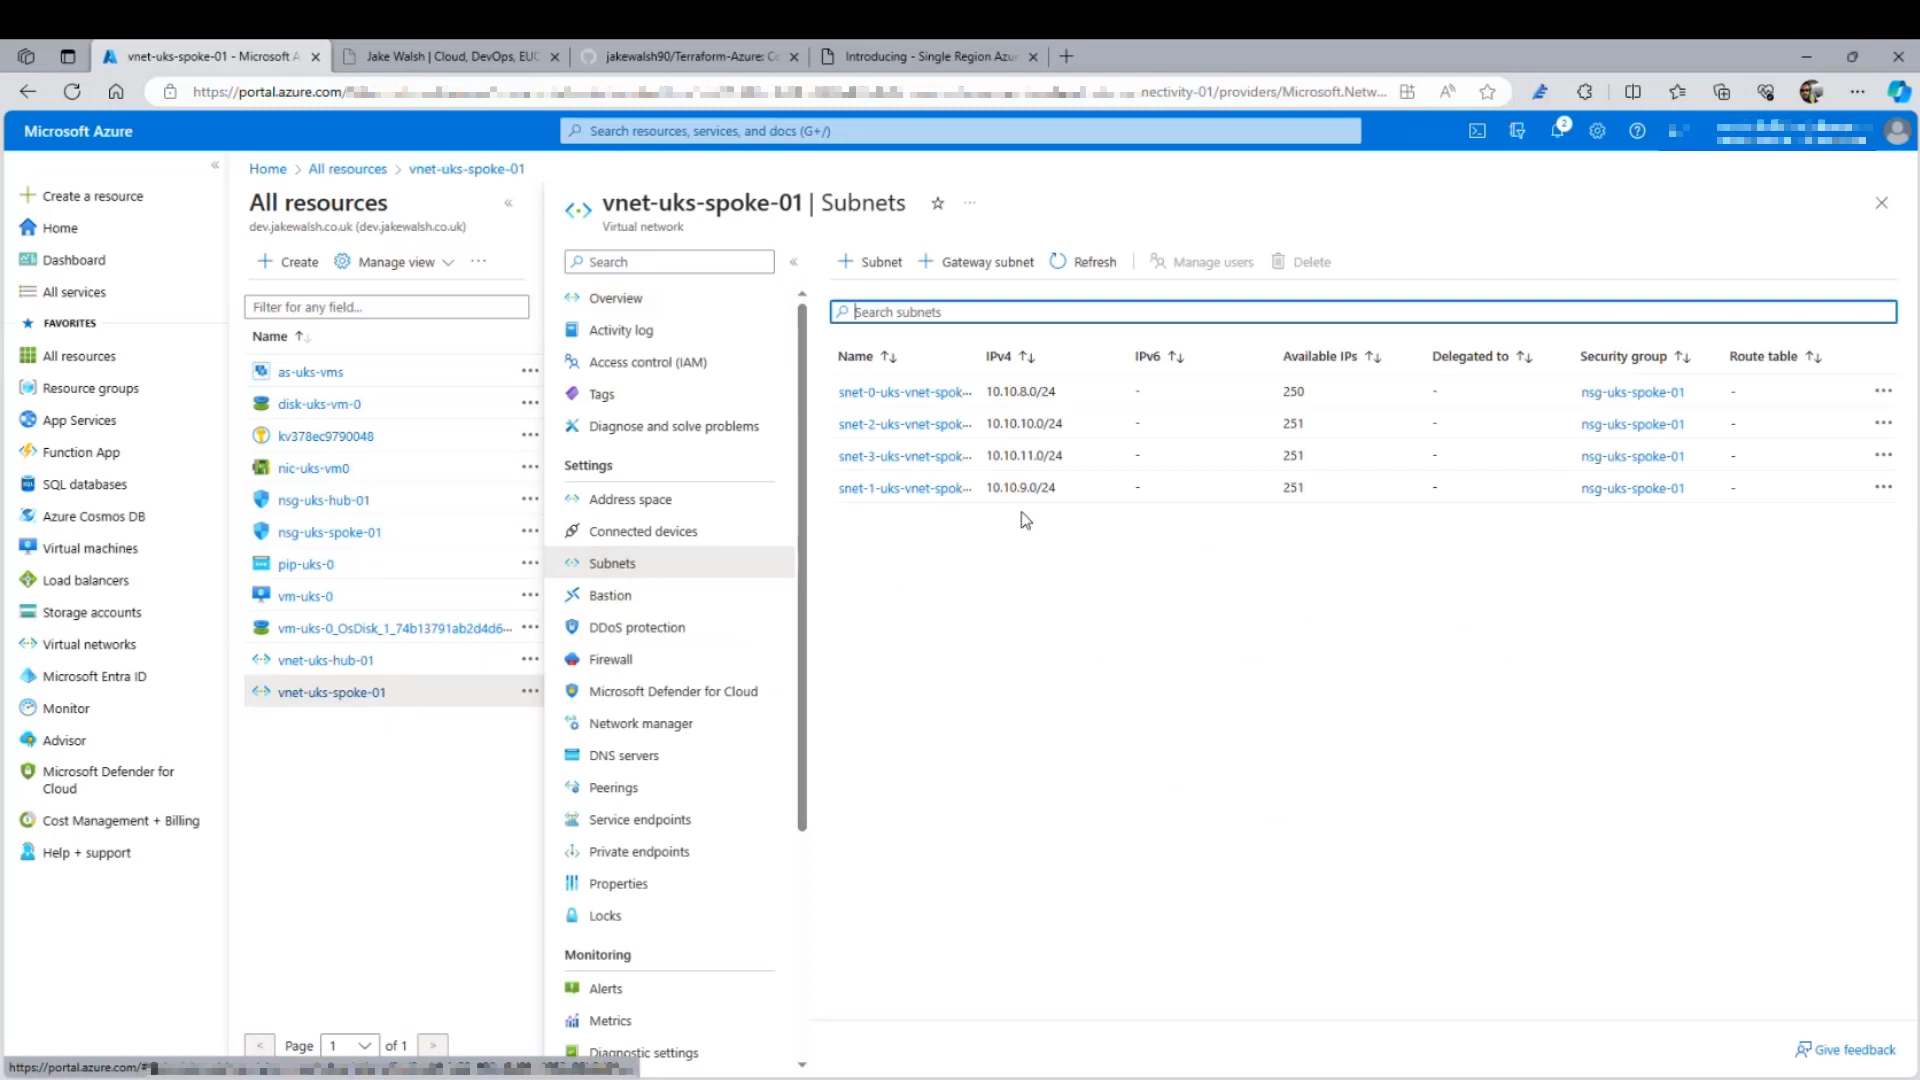 vnet-uks-spoke-01 - Microsoft A
Jake Walsh | Cloud, DevOps, EUC
jakewalsh90/Terraform-Azure: Co
Introducing - Single Region Azur
https://portal.azure.com/
nectivity-01/providers/Microsoft.Netw...
Microsoft Azure
Search resources, services, and docs (G+/)
2
Home > All resources > vnet-uks-spoke-01
Create a resource
Home
Dashboard
All services
FAVORITES
All resources
Resource groups
App Services
Function App
SQL databases
Azure Cosmos DB
Virtual machines
Load balancers
Storage accounts
Virtual networks
Microsoft Entra ID
Monitor
Advisor
Microsoft Defender for
Cloud
Cost Management + Billing
Help + support
All resources
dev.jakewalsh.co.uk (dev.jakewalsh.co.uk)
Create
Manage view
Filter for any field...
Name
as-uks-vms
disk-uks-vm-0
kv378ec9790048
nic-uks-vm0
nsg-uks-hub-01
nsg-uks-spoke-01
pip-uks-0
vm-uks-0
vm-uks-0_OsDisk_1_74b13791ab2d4d6...
vnet-uks-hub-01
vnet-uks-spoke-01
< Page 1 of 1 >
vnet-uks-spoke-01 | Subnets
Virtual network
Search
Overview
Activity log
Access control (IAM)
Tags
Diagnose and solve problems
Settings
Address space
Connected devices
Subnets
Bastion
DDoS protection
Firewall
Microsoft Defender for Cloud
Network manager
DNS servers
Peerings
Service endpoints
Private endpoints
Properties
Locks
Monitoring
Alerts
Metrics
Diagnostic settings
+ Subnet + Gateway subnet Refresh Manage users Delete
Search subnets
Name IPv4 IPv6 Available IPs Delegated to Security group Route table
snet-0-uks-vnet-spok... 10.10.8.0/24 - 250 - nsg-uks-spoke-01 -
snet-2-uks-vnet-spok... 10.10.10.0/24 - 251 - nsg-uks-spoke-01 -
snet-3-uks-vnet-spok... 10.10.11.0/24 - 251 - nsg-uks-spoke-01 -
snet-1-uks-vnet-spok... 10.10.9.0/24 - 251 - nsg-uks-spoke-01 -
Give feedback
https://portal.azure.com/#